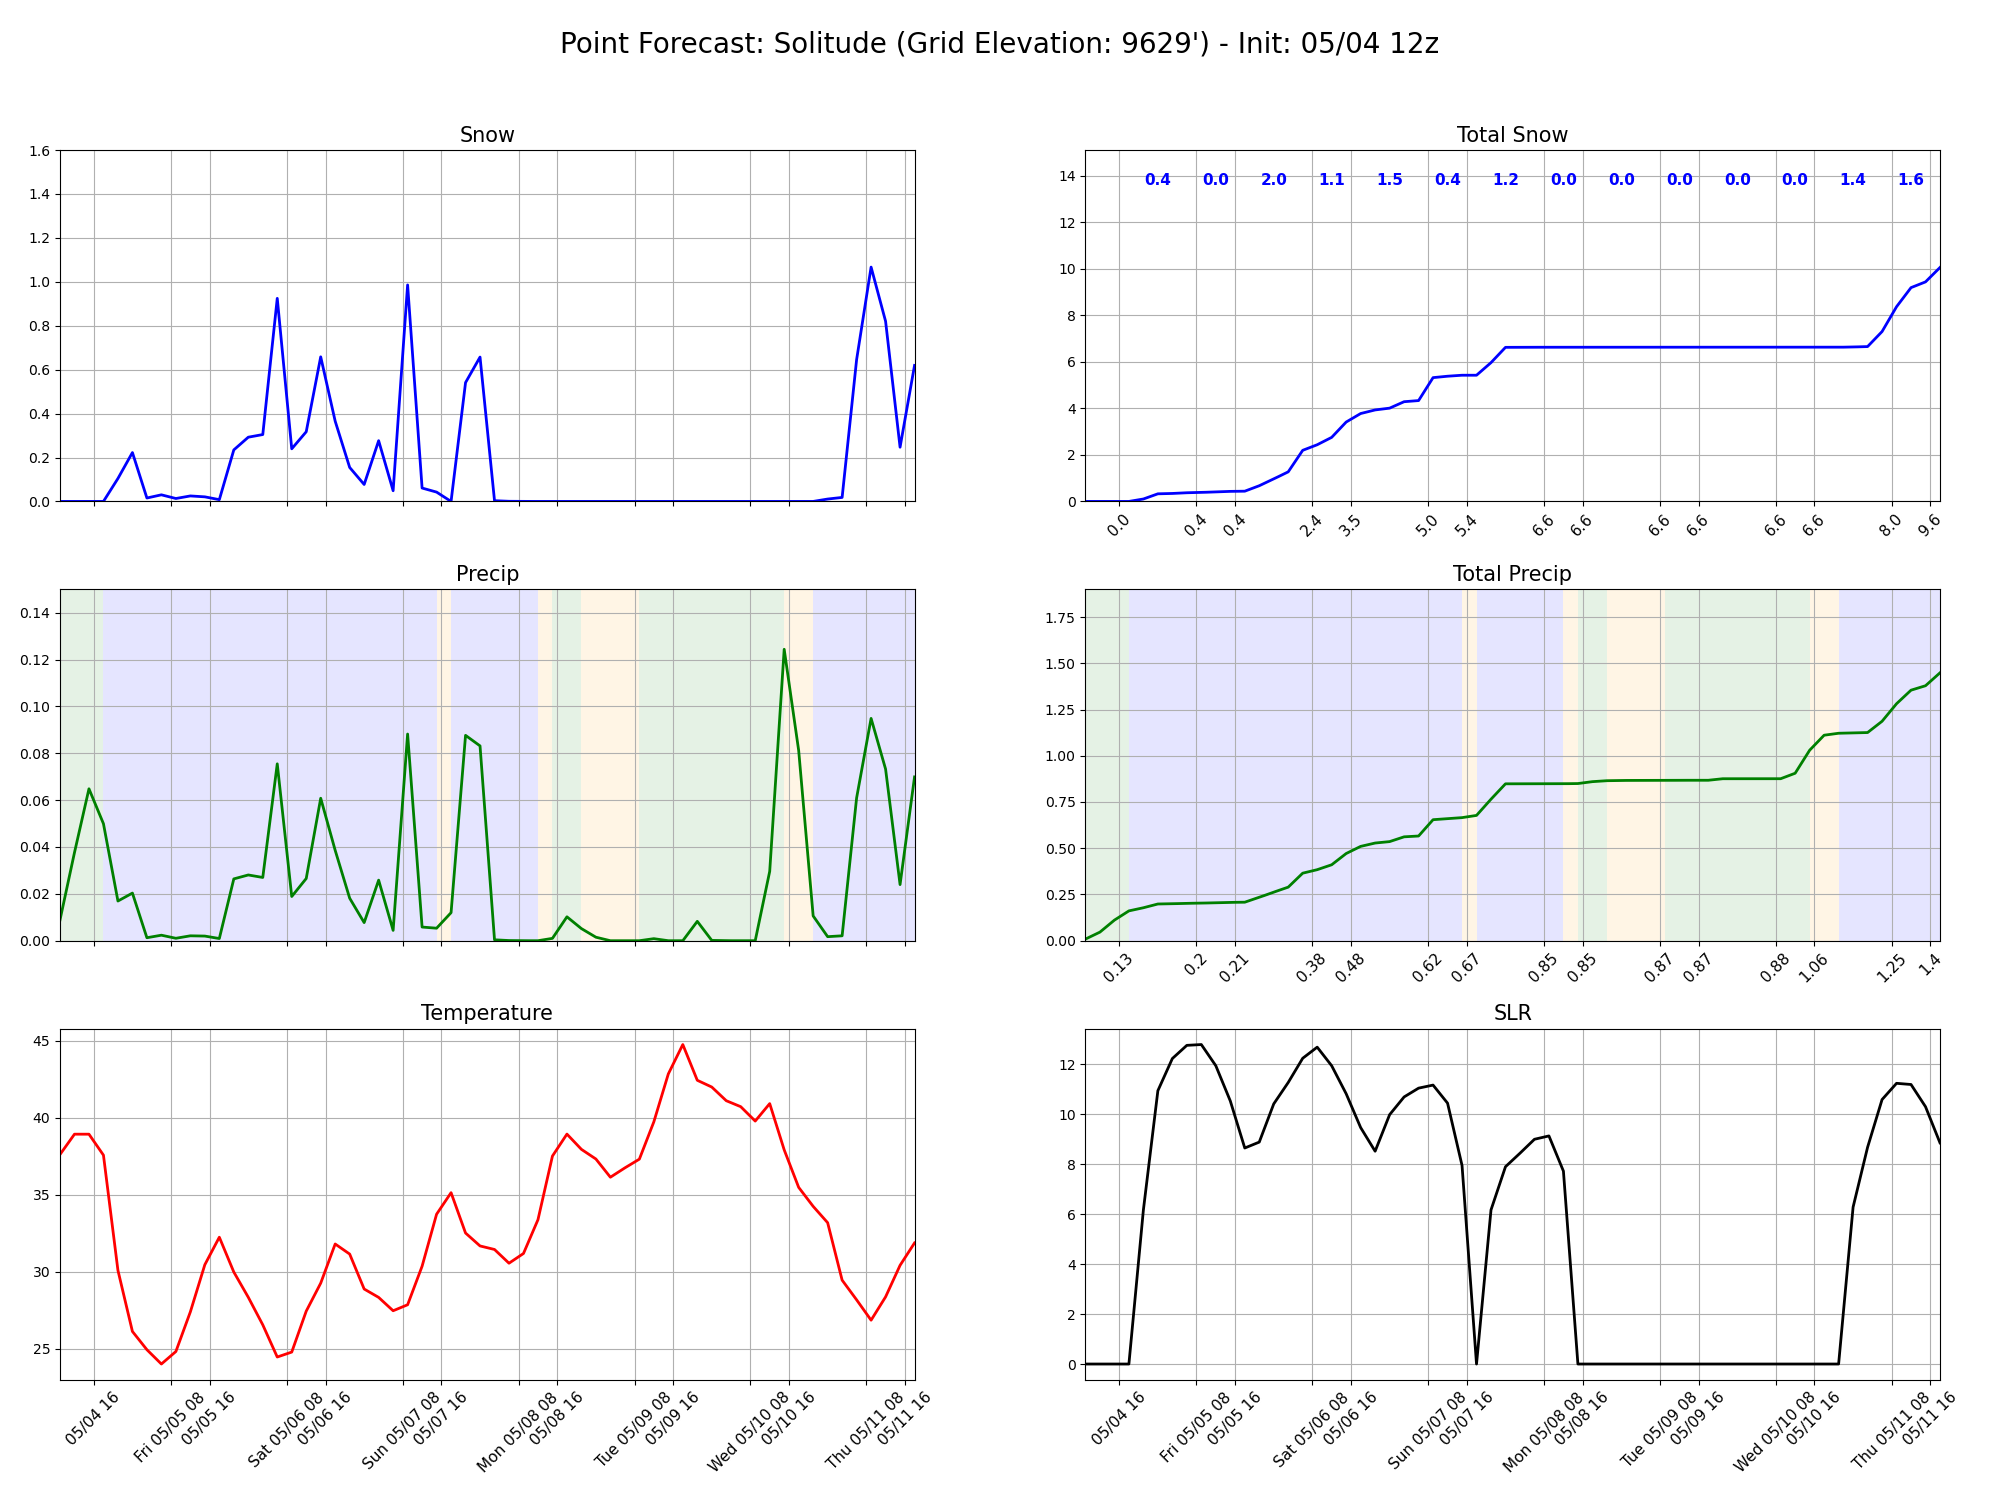 Point Forecast: Solitude (Grid Elevation: 9629') - Init: 05/04 12z
Snow
1.6
1.4
1.2
1.0
0.8
0.6
0.4
0.2
0.0
Total Snow
14
12
10
8
6
4
2
0
0.4 0.0 2.0 1.1 1.5 0.4 1.2 0.0 0.0 0.0 0.0 0.0 1.4 1.6
0.0 0.4 0.4 2.4 3.5 5.0 5.4 6.6 6.6 6.6 6.6 6.6 6.6 8.0 9.6
Precip
0.14
0.12
0.10
0.08
0.06
0.04
0.02
0.00
Total Precip
1.75
1.50
1.25
1.00
0.75
0.50
0.25
0.00
0.13 0.2 0.21 0.38 0.48 0.62 0.67 0.85 0.85 0.87 0.87 0.88 1.06 1.25 1.4
Temperature
45
40
35
30
25
05/04 16
Fri 05/05 08
05/05 16
Sat 05/06 08
05/06 16
Sun 05/07 08
05/07 16
Mon 05/08 08
05/08 16
Tue 05/09 08
05/09 16
Wed 05/10 08
05/10 16
Thu 05/11 08
05/11 16
SLR
12
10
8
6
4
2
0
05/04 16
Fri 05/05 08
05/05 16
Sat 05/06 08
05/06 16
Sun 05/07 08
05/07 16
Mon 05/08 08
05/08 16
Tue 05/09 08
05/09 16
Wed 05/10 08
05/10 16
Thu 05/11 08
05/11 16